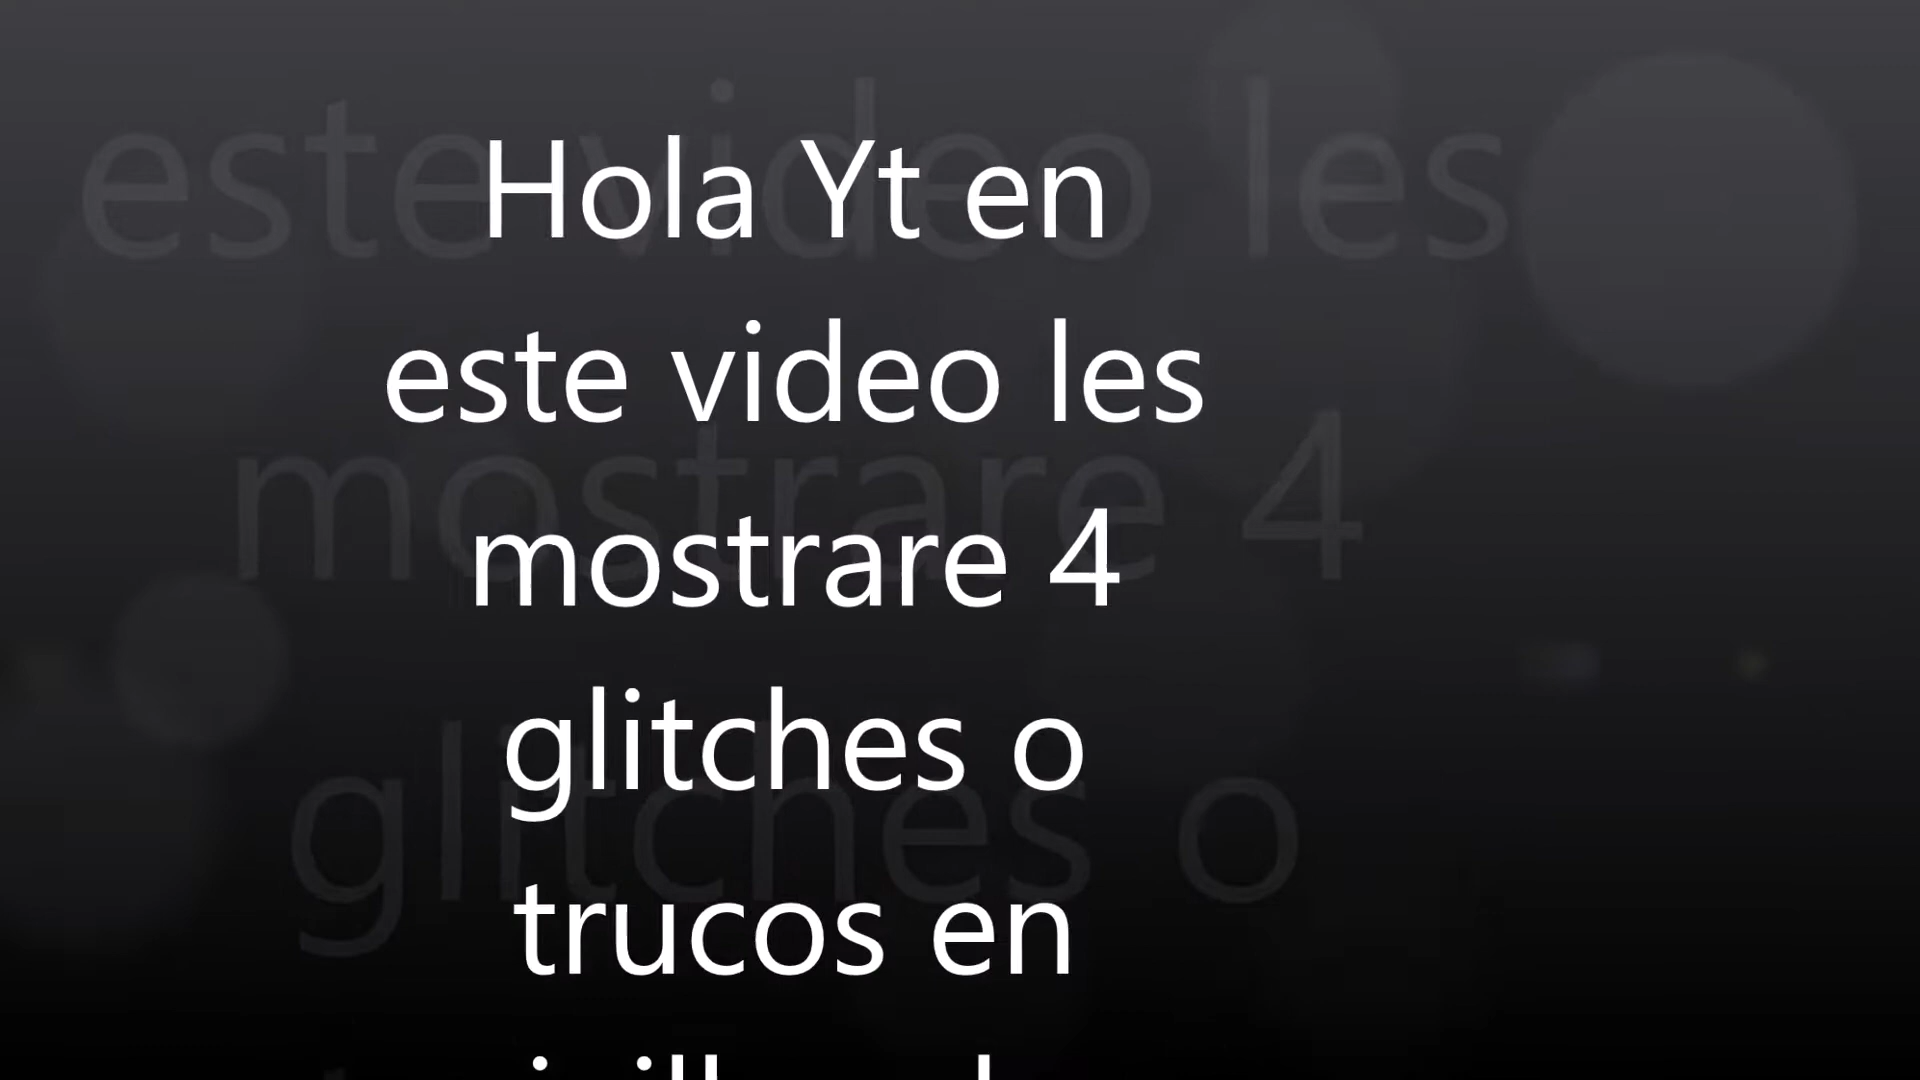 Hola Yt en
este video les
mostrare 4
glitches o
trucos en